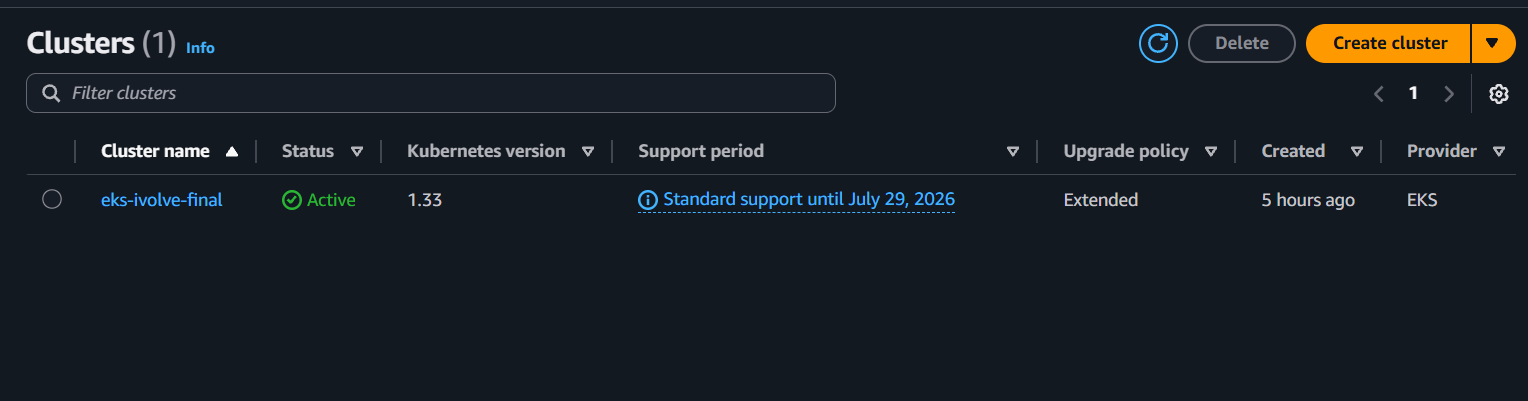 Clusters (1) Info
Delete
Create cluster
Filter clusters
1
Cluster name Status Kubernetes version Support period Upgrade policy Created Provider
eks-ivolve-final Active 1.33 Standard support until July 29, 2026 Extended 5 hours ago EKS